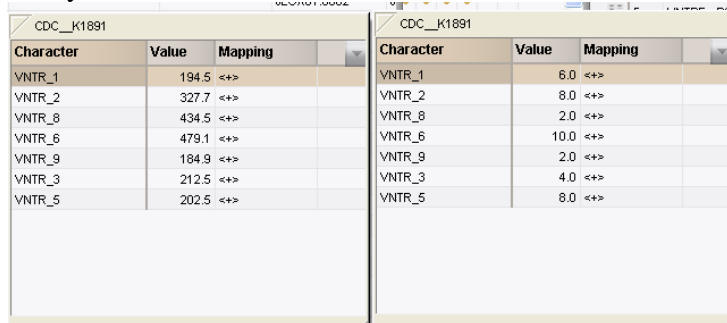 CDC__K1891
Character Value Mapping
VNTR_1 194.5 <+>
VNTR_2 327.7 <+>
VNTR_8 434.5 <+>
VNTR_6 479.1 <+>
VNTR_9 184.9 <+>
VNTR_3 212.5 <+>
VNTR_5 202.5 <+>
CDC__K1891
Character Value Mapping
VNTR_1 6.0 <+>
VNTR_2 8.0 <+>
VNTR_8 2.0 <+>
VNTR_6 10.0 <+>
VNTR_9 2.0 <+>
VNTR_3 4.0 <+>
VNTR_5 8.0 <+>